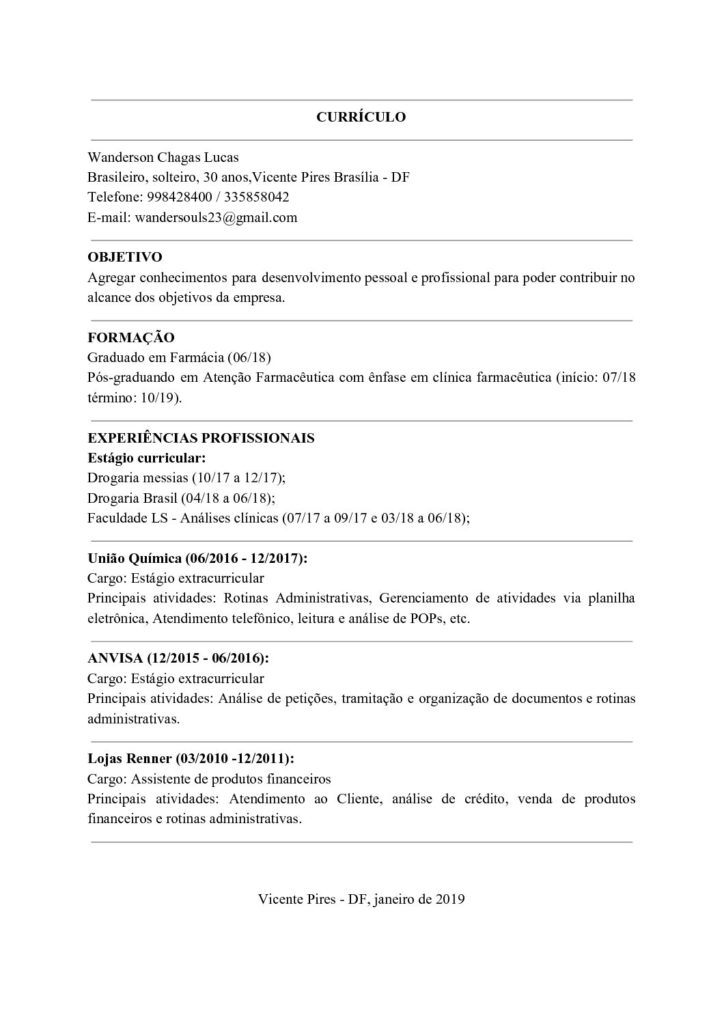 CURRÍCULO
Wanderson Chagas Lucas
Brasileiro, solteiro, 30 anos,Vicente Pires Brasília - DF
Telefone: 998428400 / 335858042
E-mail: wandersouls23@gmail.com
OBJETIVO
Agregar conhecimentos para desenvolvimento pessoal e profissional para poder contribuir no
alcance dos objetivos da empresa.
FORMAÇÃO
Graduado em Farmácia (06/18)
Pós-graduando em Atenção Farmacêutica com ênfase em clínica farmacêutica (início: 07/18
término: 10/19).
EXPERIÊNCIAS PROFISSIONAIS
Estágio curricular:
Drogaria messias (10/17 a 12/17);
Drogaria Brasil (04/18 a 06/18);
Faculdade LS - Análises clínicas (07/17 a 09/17 e 03/18 a 06/18);
União Química (06/2016 - 12/2017):
Cargo: Estágio extracurricular
Principais atividades: Rotinas Administrativas, Gerenciamento de atividades via planilha
eletrônica, Atendimento telefônico, leitura e análise de POPs, etc.
ANVISA (12/2015 - 06/2016):
Cargo: Estágio extracurricular
Principais atividades: Análise de petições, tramitação e organização de documentos e rotinas
administrativas.
Lojas Renner (03/2010 -12/2011):
Cargo: Assistente de produtos financeiros
Principais atividades: Atendimento ao Cliente, análise de crédito, venda de produtos
financeiros e rotinas administrativas.
Vicente Pires - DF, janeiro de 2019